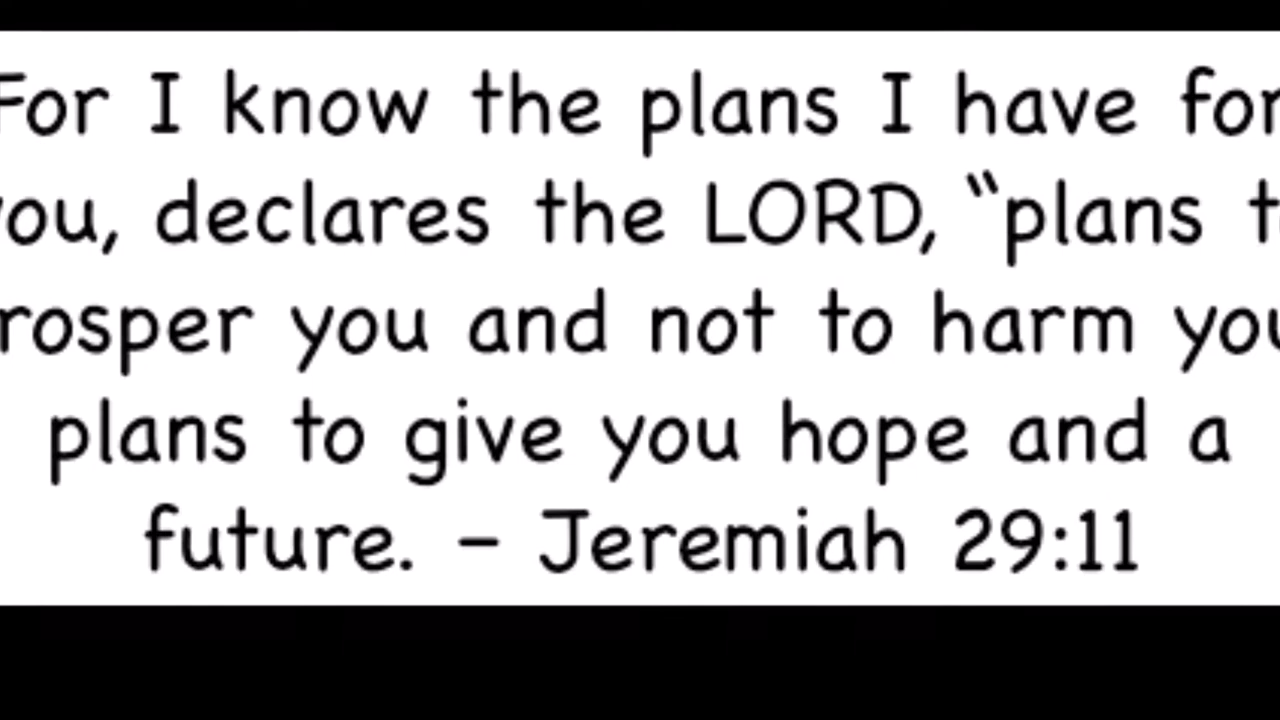 For I know the plans I have for
you, declares the LORD, “plans to
rosper you and not to harm you
plans to give you hope and a
future. – Jeremiah 29:11